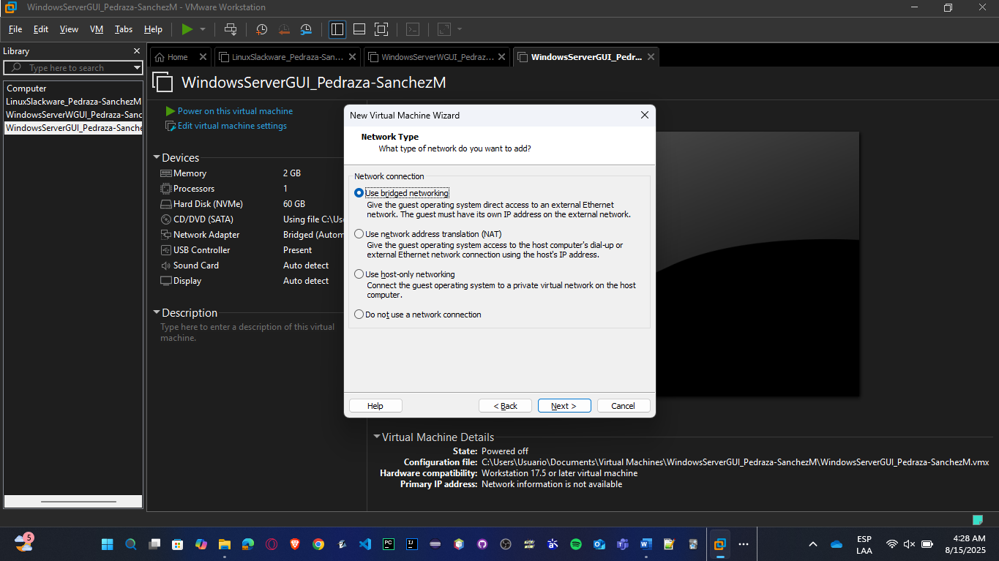 WindowsServerGUI_Pedraza-SanchezM - VMware Workstation
File Edit View VM Tabs Help
Library
Type here to search
Computer
LinuxSlackware_Pedraza-SanchezM
WindowsServerWGUI_Pedraza-Sanc
WindowsServerGUI_Pedraza-Sanche
Home LinuxSlackware_Pedraza-San... WindowsServerWGUI_Pedraz... WindowsServerGUI_Pedr...
WindowsServerGUI_Pedraza-SanchezM
Power on this virtual machine
Edit virtual machine settings
Devices
Memory 2 GB
Processors 1
Hard Disk (NVMe) 60 GB
CD/DVD (SATA) Using file C:\Us
Network Adapter Bridged (Autom
USB Controller Present
Sound Card Auto detect
Display Auto detect
Description
Type here to enter a description of this virtual
machine.
New Virtual Machine Wizard
Network Type
What type of network do you want to add?
Network connection
Use bridged networking
Give the guest operating system direct access to an external Ethernet
network. The guest must have its own IP address on the external network.
Use network address translation (NAT)
Give the guest operating system access to the host computer's dial-up or
external Ethernet network connection using the host's IP address.
Use host-only networking
Connect the guest operating system to a private virtual network on the host
computer.
Do not use a network connection
Help < Back Next > Cancel
Virtual Machine Details
State: Powered off
Configuration file: C:\Users\Usuario\Documents\Virtual Machines\WindowsServerGUI_Pedraza-SanchezM\WindowsServerGUI_Pedraza-SanchezM.vmx
Hardware compatibility: Workstation 17.5 or later virtual machine
Primary IP address: Network information is not available
5
PC
IJ
ESP
LAA
4:28 AM
8/15/2025